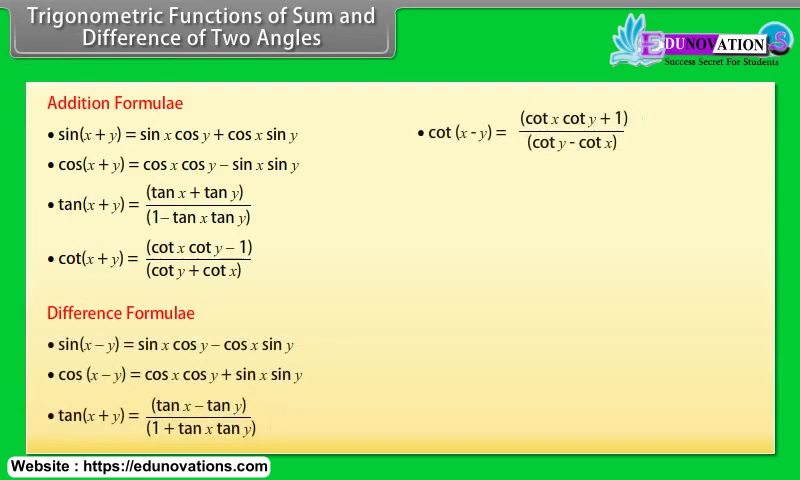 Trigonometric Functions of Sum and
Difference of Two Angles
EDUNOVATION S
Success Secret For Students
Addition Formulae
• sin(x + y) = sin x cos y + cos x sin y
• cos(x + y) = cos x cos y – sin x sin y
• tan(x + y) = (tan x + tan y) / (1– tan x tan y)
• cot(x + y) = (cot x cot y – 1) / (cot y + cot x)
Difference Formulae
• sin(x – y) = sin x cos y – cos x sin y
• cos (x – y) = cos x cos y + sin x sin y
• tan(x + y) = (tan x – tan y) / (1 + tan x tan y)
• cot (x - y) = (cot x cot y + 1) / (cot y - cot x)
Website : https://edunovations.com